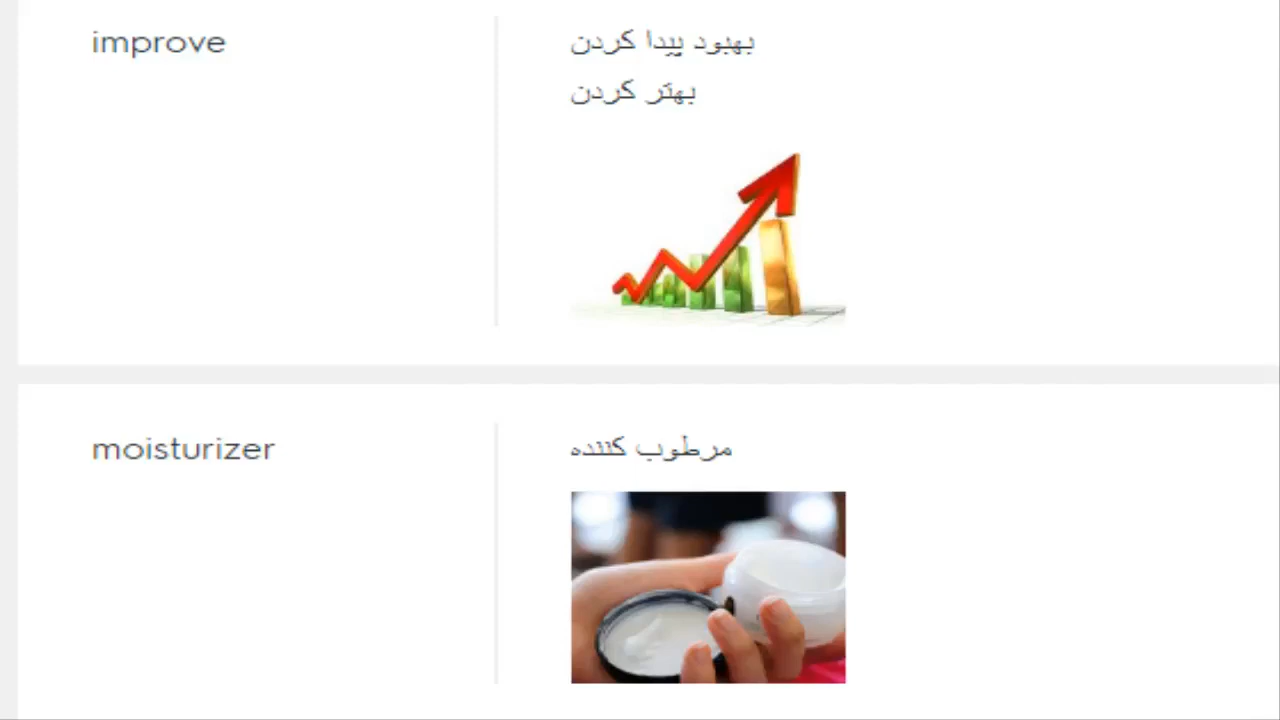 improve
بهبود پیدا کردن
بهتر کردن
moisturizer
مرطوب کننده